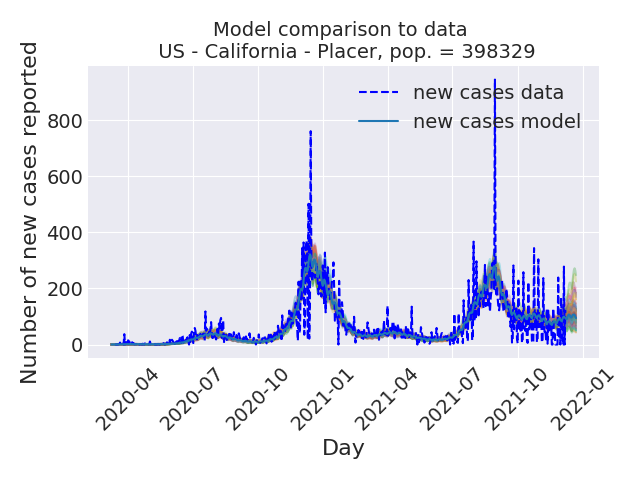 Model comparison to data
US - California - Placer, pop. = 398329
new cases data
new cases model
Number of new cases reported
800
600
400
200
0
2020-04
2020-07
2020-10
2021-01
2021-04
2021-07
2021-10
2022-01
Day